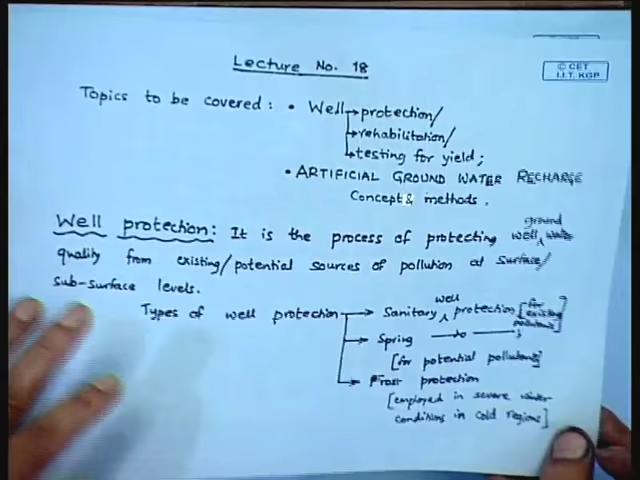 Lecture No. 18
© CET
I.I.T. KGP
Topics to be covered: • Well → protection/
→ rehabilitation/
→ testing for yield;
• ARTIFICIAL GROUND WATER RECHARGE
Concept & methods.
Well protection: It is the process of protecting well ground water
quality from existing/potential sources of pollution at surface/
sub-surface levels.
Types of well protection → Sanitary well protection [for existing pollutants];
→ Spring —"—;
[for potential pollutants]
→ Frost protection
[employed in severe winter
conditions in cold regions]